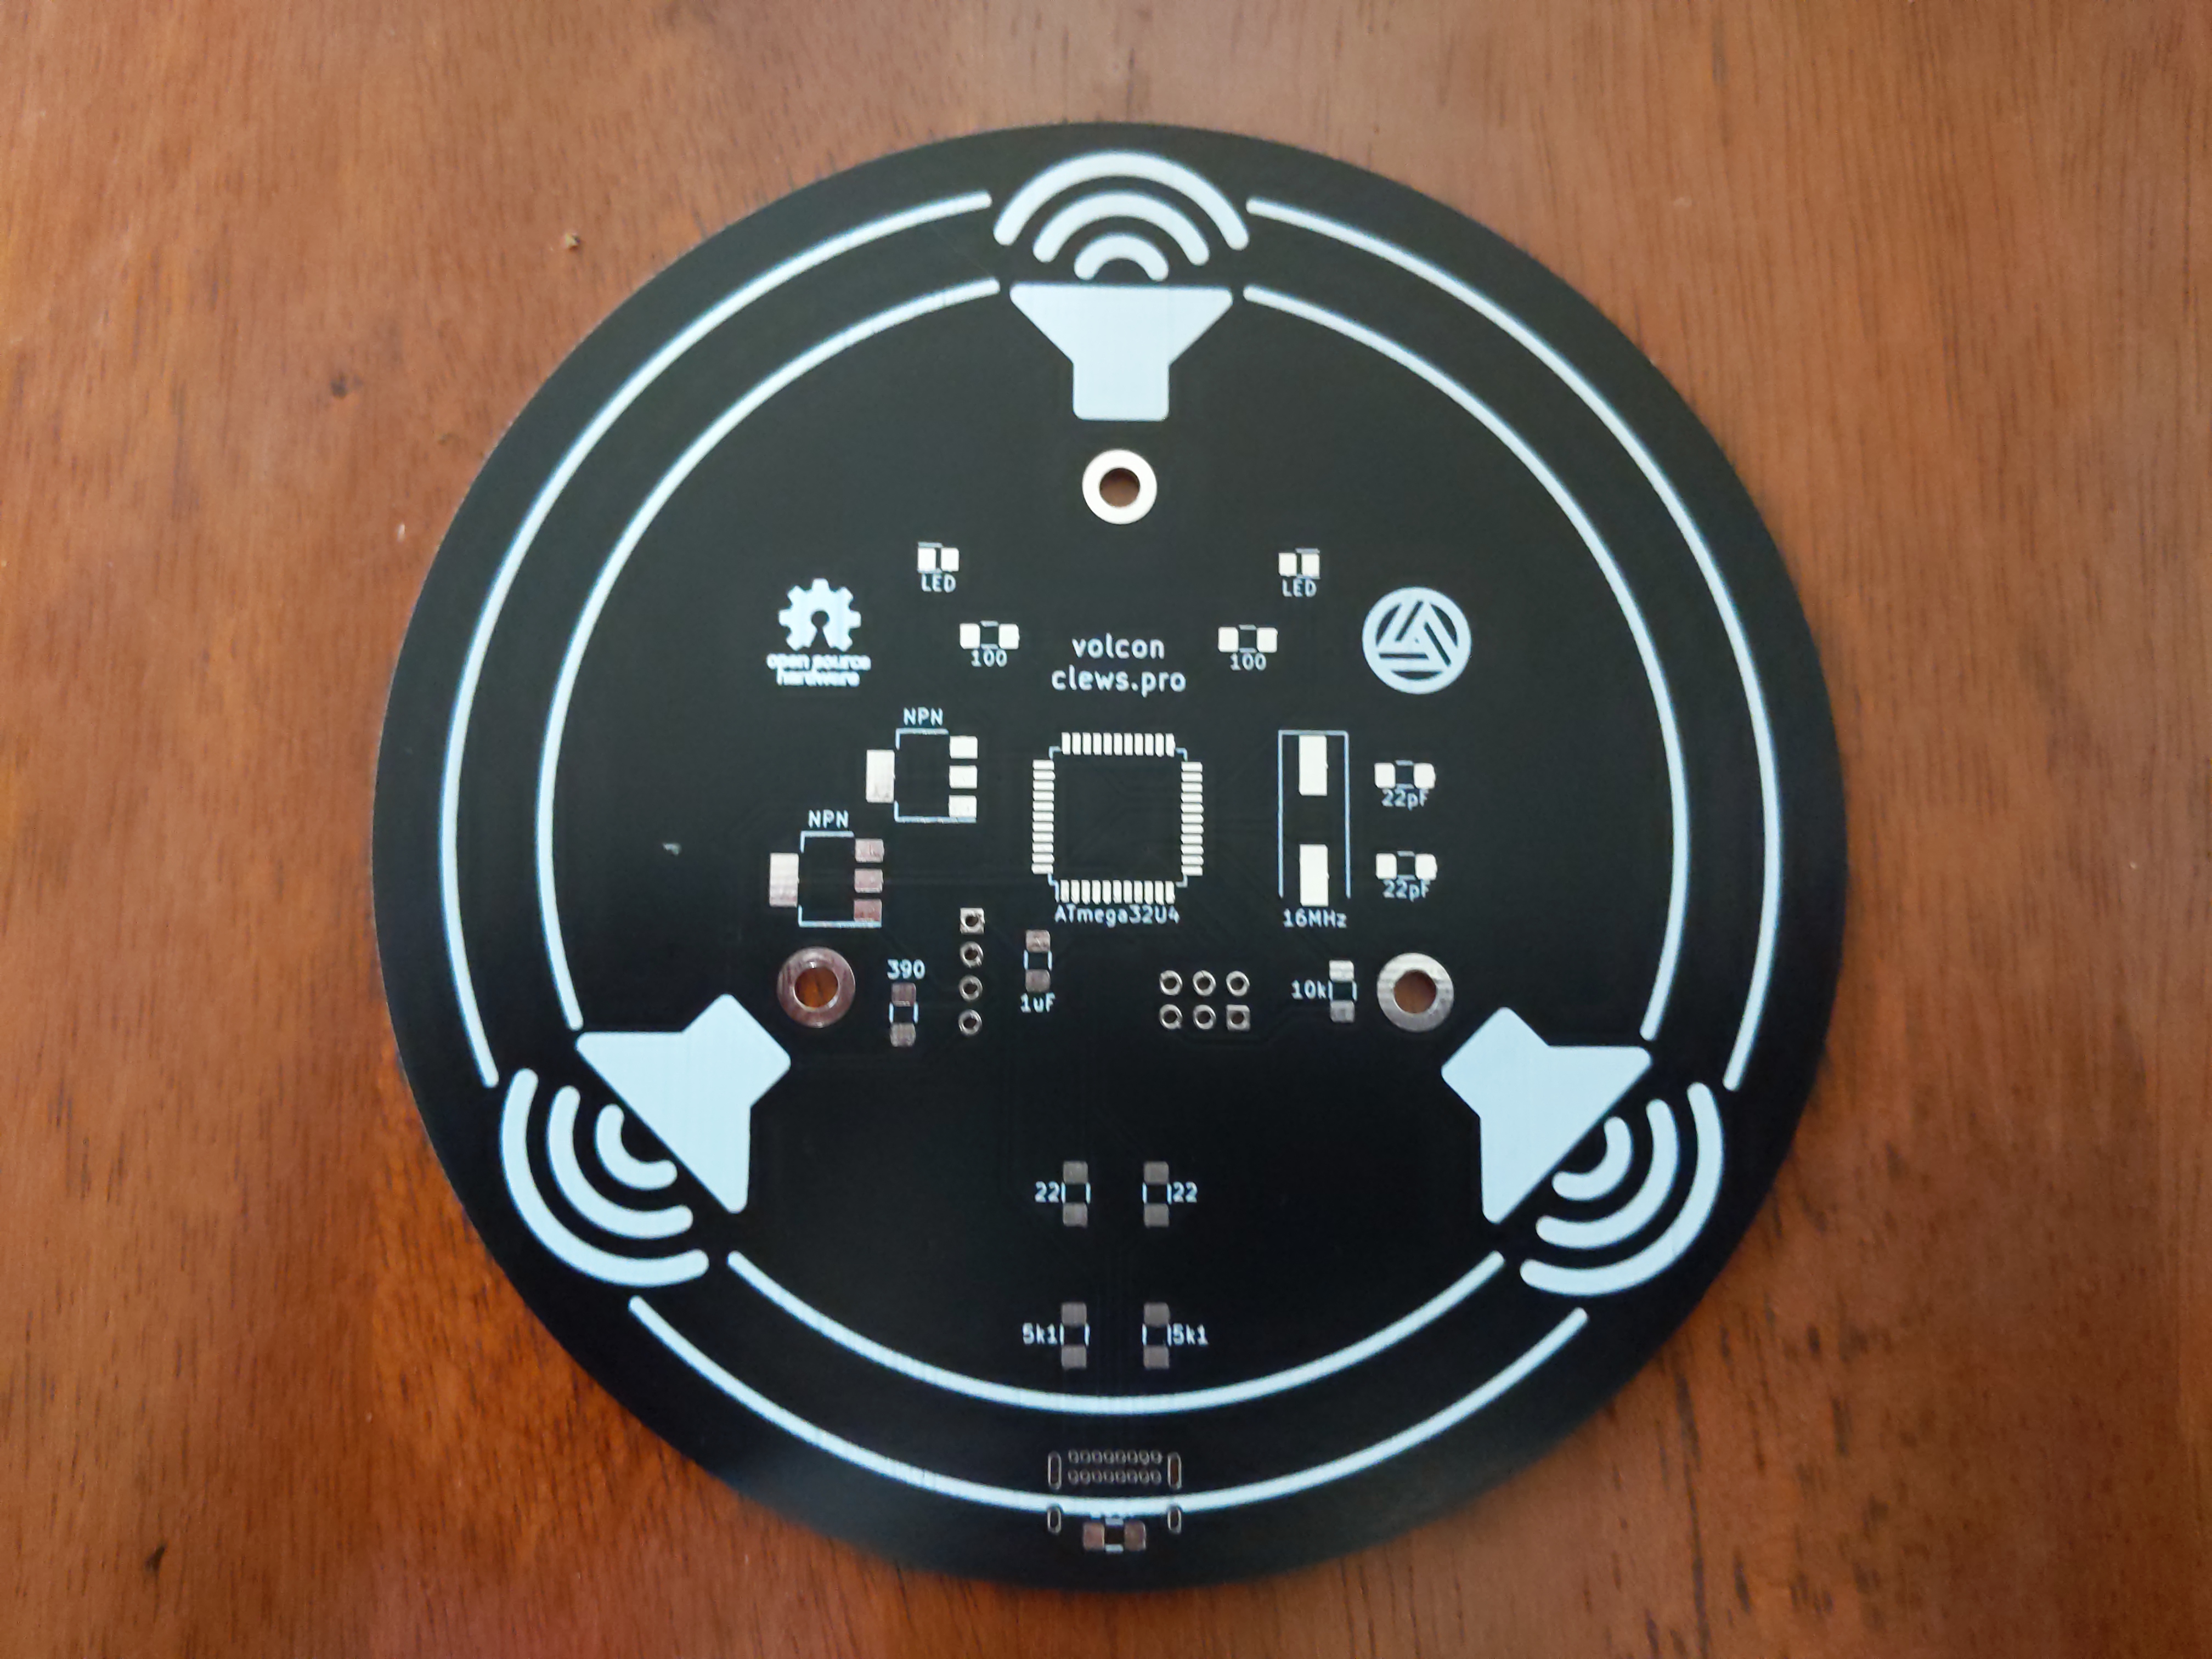 LED
LED
open source
hardware
100
volcon
clews.pro
100
NPN
22pF
NPN
22pF
ATmega32U4
16MHz
390
1uF
10k
22
22
5k1
5k1